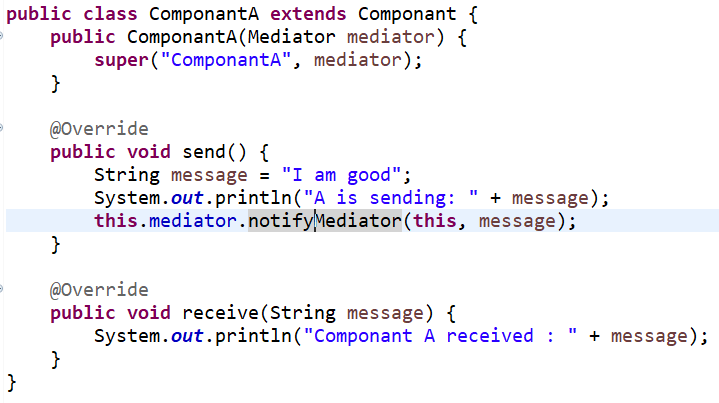 public class ComponantA extends Componant {
    public ComponantA(Mediator mediator) {
        super("ComponantA", mediator);
    }
    @Override
    public void send() {
        String message = "I am good";
        System.out.println("A is sending: " + message);
        this.mediator.notifyMediator(this, message);
    }
    @Override
    public void receive(String message) {
        System.out.println("Componant A received : " + message);
    }
}